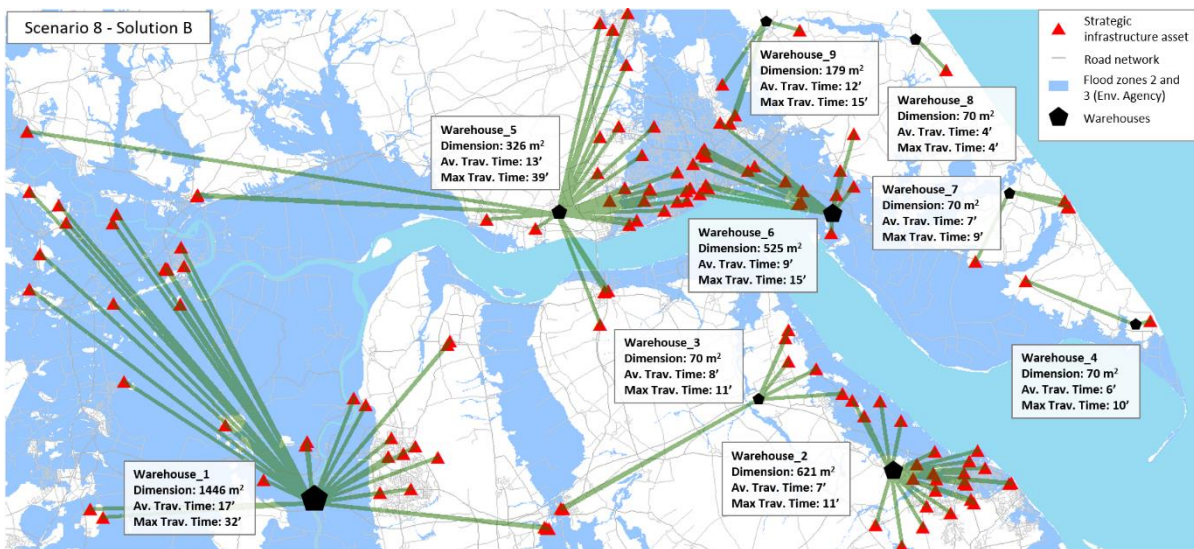 Scenario 8 - Solution B
Strategic
infrastructure asset
Road network
Flood zones 2 and
3 (Env. Agency)
Warehouses
Warehouse_9
Dimension: 179 m²
Av. Trav. Time: 12’
Max Trav. Time: 15’
Warehouse_8
Dimension: 70 m²
Av. Trav. Time: 4’
Max Trav. Time: 4’
Warehouse_5
Dimension: 326 m²
Av. Trav. Time: 13’
Max Trav. Time: 39’
Warehouse_7
Dimension: 70 m²
Av. Trav. Time: 7’
Max Trav. Time: 9’
Warehouse_6
Dimension: 525 m²
Av. Trav. Time: 9’
Max Trav. Time: 15’
Warehouse_3
Dimension: 70 m²
Av. Trav. Time: 8’
Max Trav. Time: 11’
Warehouse_4
Dimension: 70 m²
Av. Trav. Time: 6’
Max Trav. Time: 10’
Warehouse_1
Dimension: 1446 m²
Av. Trav. Time: 17’
Max Trav. Time: 32’
Warehouse_2
Dimension: 621 m²
Av. Trav. Time: 7’
Max Trav. Time: 11’